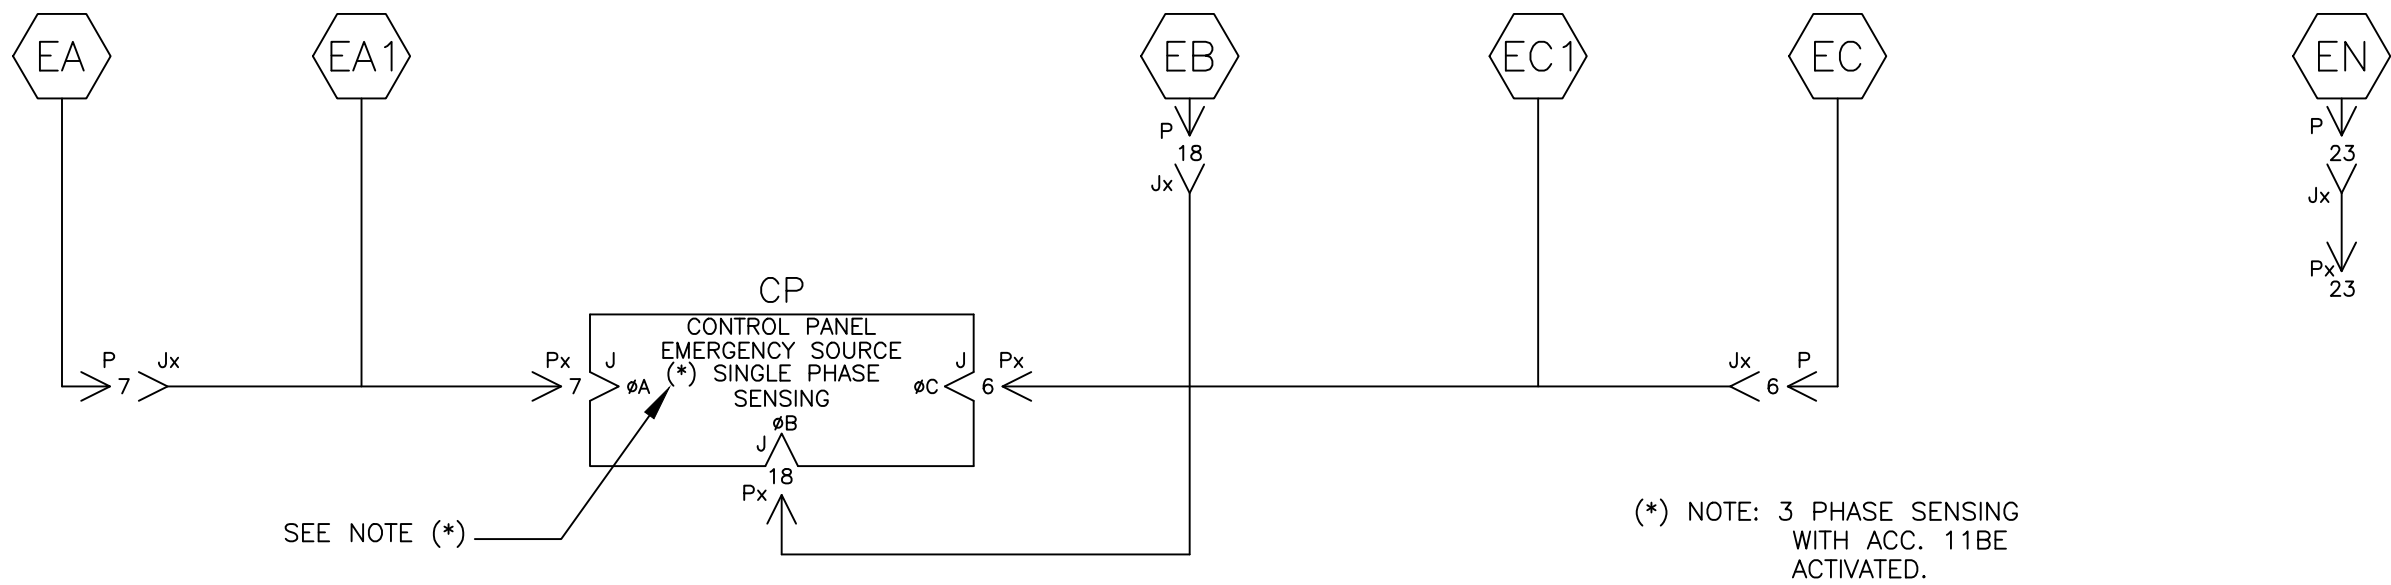 EA
EA1
EB
EC1
EC
EN
P
18
Jx
P
23
Jx
Px
23
CP
CONTROL PANEL
EMERGENCY SOURCE
(*) SINGLE PHASE
SENSING
P
7
Jx
Px
7
J
øA
øB
J
18
Px
øC
J
6
Px
Jx
6
P
SEE NOTE (*)
(*) NOTE: 3 PHASE SENSING
WITH ACC. 11BE
ACTIVATED.